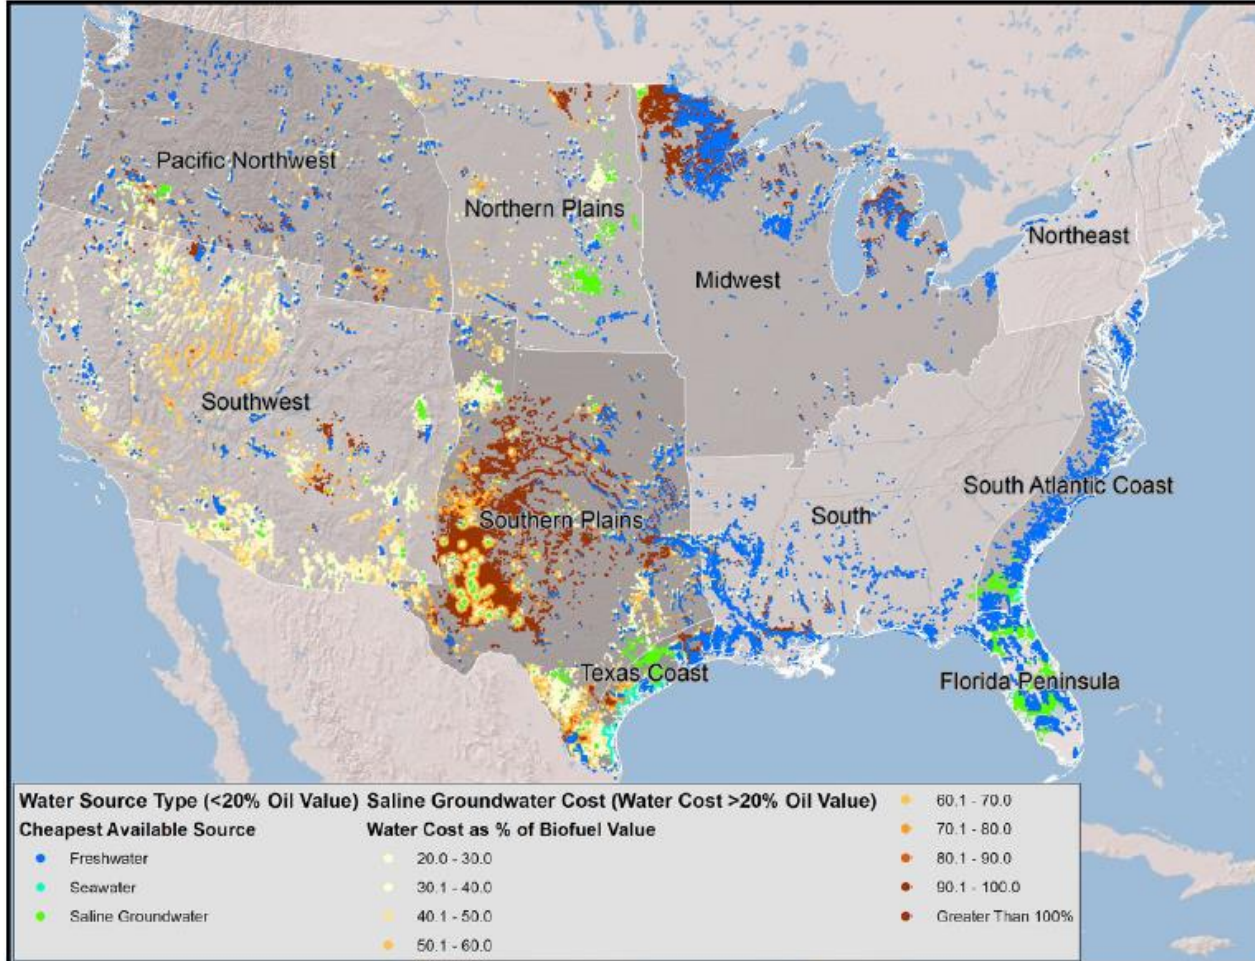 Pacific Northwest
Northern Plains
Midwest
Northeast
Southwest
Southern Plains
South
South Atlantic Coast
Texas Coast
Florida Peninsula
Water Source Type (<20% Oil Value)
Cheapest Available Source
Freshwater
Seawater
Saline Groundwater
Saline Groundwater Cost (Water Cost >20% Oil Value)
Water Cost as % of Biofuel Value
20.0 - 30.0
30.1 - 40.0
40.1 - 50.0
50.1 - 60.0
60.1 - 70.0
70.1 - 80.0
80.1 - 90.0
90.1 - 100.0
Greater Than 100%